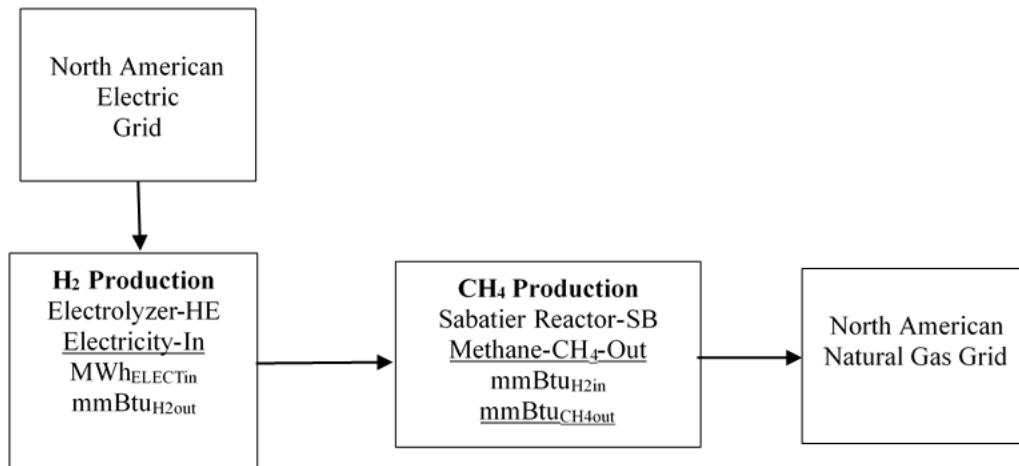 North American
Electric
Grid
H₂ Production
Electrolyzer-HE
Electricity-In
MWh_ELECTin
mmBtu_H2out
CH₄ Production
Sabatier Reactor-SB
Methane-CH₄-Out
mmBtu_H2in
mmBtu_CH4out
North American
Natural Gas Grid